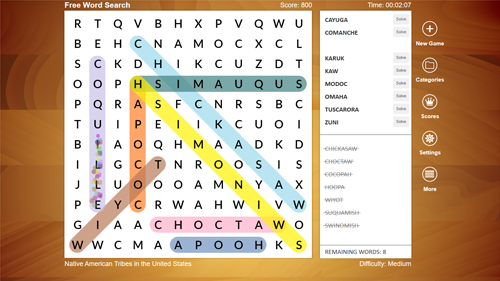 Free Word Search
Score: 800
Time: 00:02:07
R T Q V B H X P V Q W U
B E H C N A M O C X C L
S C K D H I K C U Z D T
O O P H S I M A U Q U S
P Q R A S F C N R S B C
T U I P E I I K C U O I
B I A O Q H M A A D K D
I L G C T N R O O S I S
J L U O O O A M N Y A X
P E Y C R W A H W I V W
G I A A C H O C T A W O
W W C M A A P O O H K S
CAYUGA Solve
COMANCHE Solve
KARUK Solve
KAW Solve
MODOC Solve
OMAHA Solve
TUSCARORA Solve
ZUNI Solve
CHICKASAW
CHOCTAW
COCOPAH
HOOPA
WIYOT
SUQUAMISH
SWINOMISH
REMAINING WORDS: 8
New Game
Categories
Scores
Settings
More
Native American Tribes in the United States
Difficulty: Medium